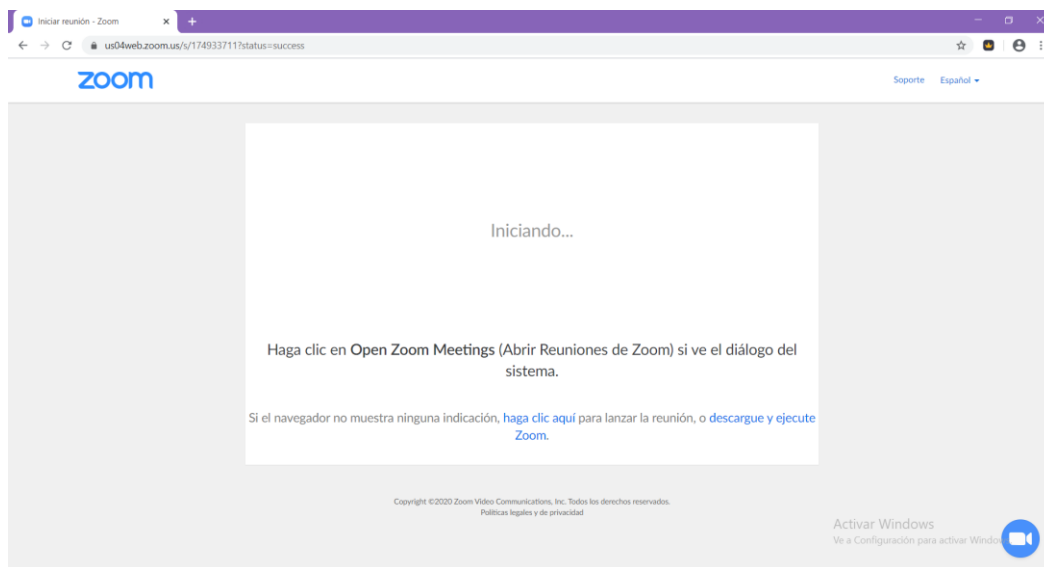 Iniciar reunión - Zoom
us04web.zoom.us/s/174933711?status=success
zoom
Soporte Español
Iniciando...
Haga clic en Open Zoom Meetings (Abrir Reuniones de Zoom) si ve el diálogo del
sistema.
Si el navegador no muestra ninguna indicación, haga clic aquí para lanzar la reunión, o descargue y ejecute
Zoom.
Copyright ©2020 Zoom Video Communications, Inc. Todos los derechos reservados.
Políticas legales y de privacidad
Activar Windows
Ve a Configuración para activar Windo